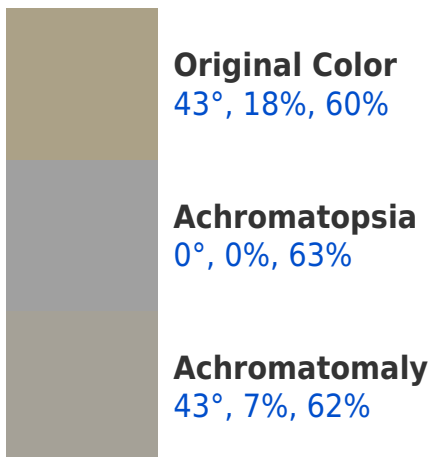 Original Color
43°, 18%, 60%
Achromatopsia
0°, 0%, 63%
Achromatomaly
43°, 7%, 62%